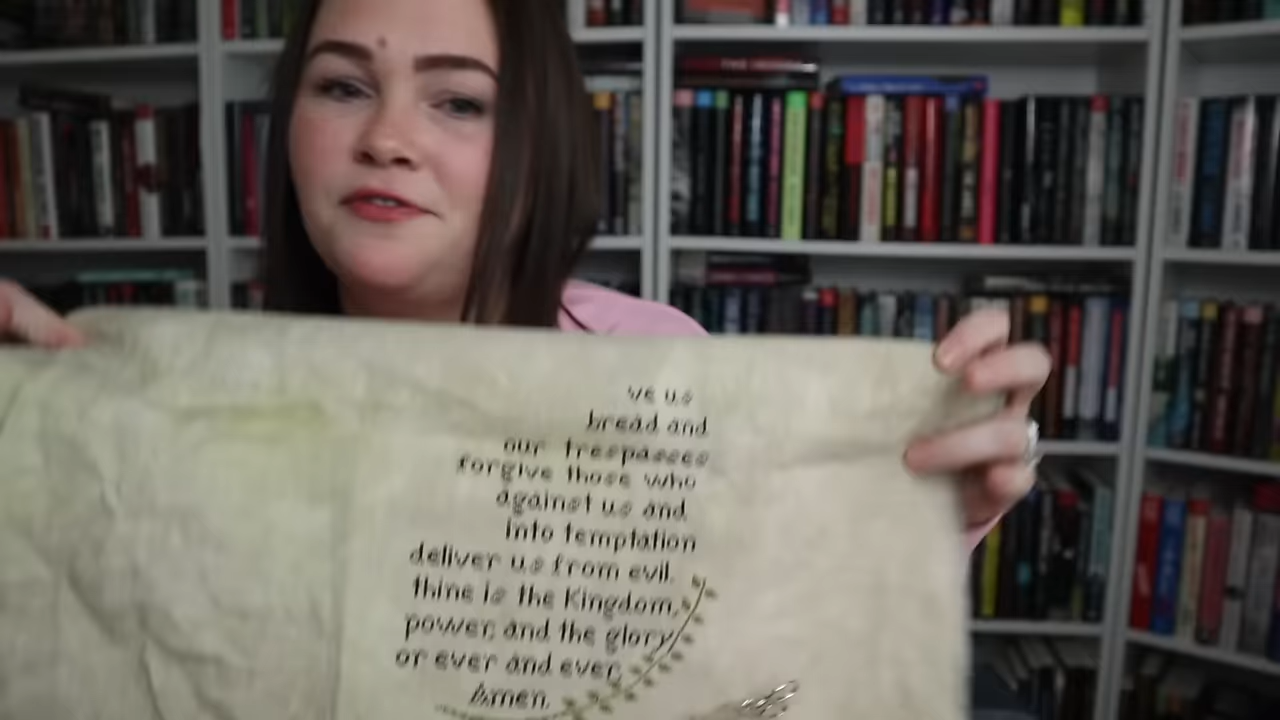 ve us
bread and
our trespasses
forgive those who
against us and
into temptation
deliver us from evil.
thine is the Kingdom,
power, and the glory
or ever and ever,
Amen.